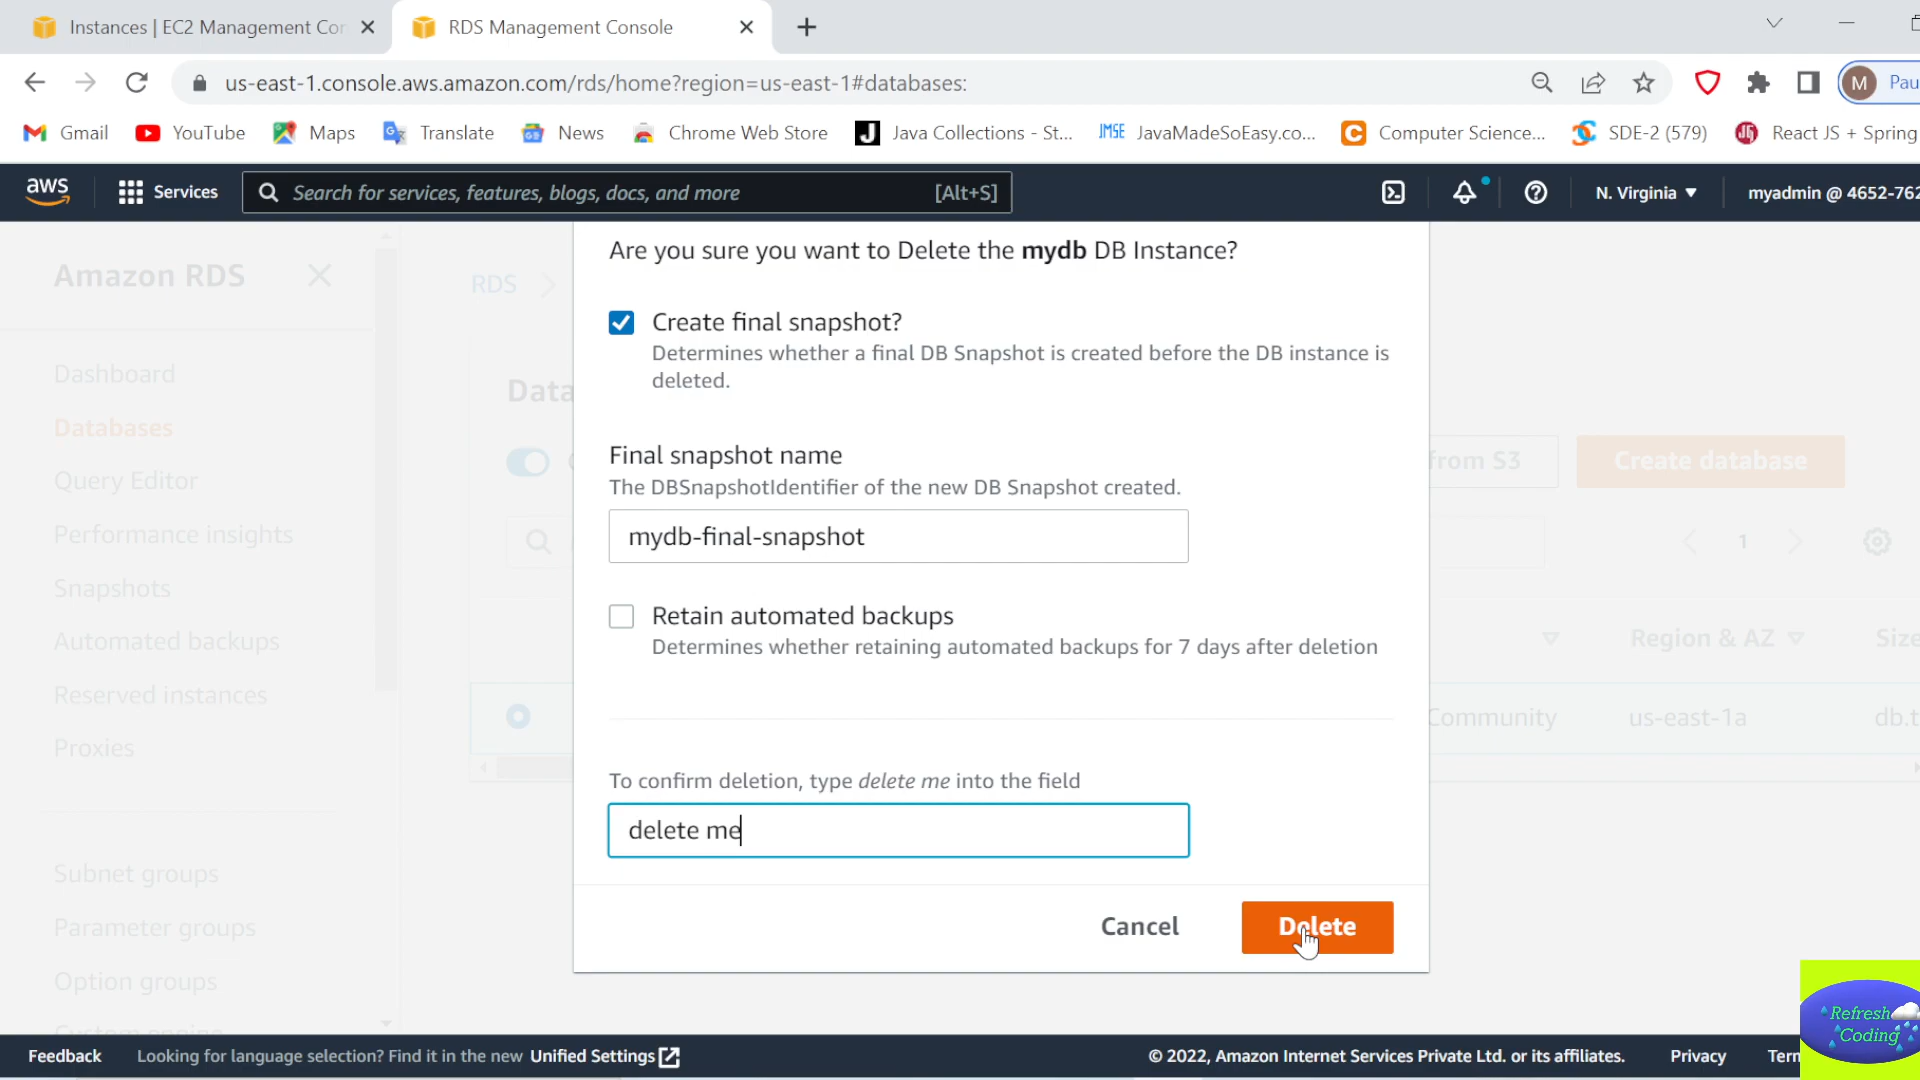 Instances | EC2 Management Cor
RDS Management Console
us-east-1.console.aws.amazon.com/rds/home?region=us-east-1#databases:
M Pau
Gmail YouTube Maps Translate News Chrome Web Store Java Collections - St... JMSE JavaMadeSoEasy.co... Computer Science... SDE-2 (579) React JS + Spring
aws Services Search for services, features, blogs, docs, and more [Alt+S] N. Virginia myadmin @ 4652-762
Amazon RDS
Dashboard
Databases
Query Editor
Performance insights
Snapshots
Automated backups
Reserved instances
Proxies
Subnet groups
Parameter groups
Option groups
Custom engine
RDS
Data
from S3
Create database
1
Region & AZ
Size
Community
us-east-1a
db.t
Are you sure you want to Delete the mydb DB Instance?
Create final snapshot?
Determines whether a final DB Snapshot is created before the DB instance is
deleted.
Final snapshot name
The DBSnapshotIdentifier of the new DB Snapshot created.
mydb-final-snapshot
Retain automated backups
Determines whether retaining automated backups for 7 days after deletion
To confirm deletion, type delete me into the field
delete me
Cancel
Delete
Refresh
Coding
Feedback Looking for language selection? Find it in the new Unified Settings © 2022, Amazon Internet Services Private Ltd. or its affiliates. Privacy Tern